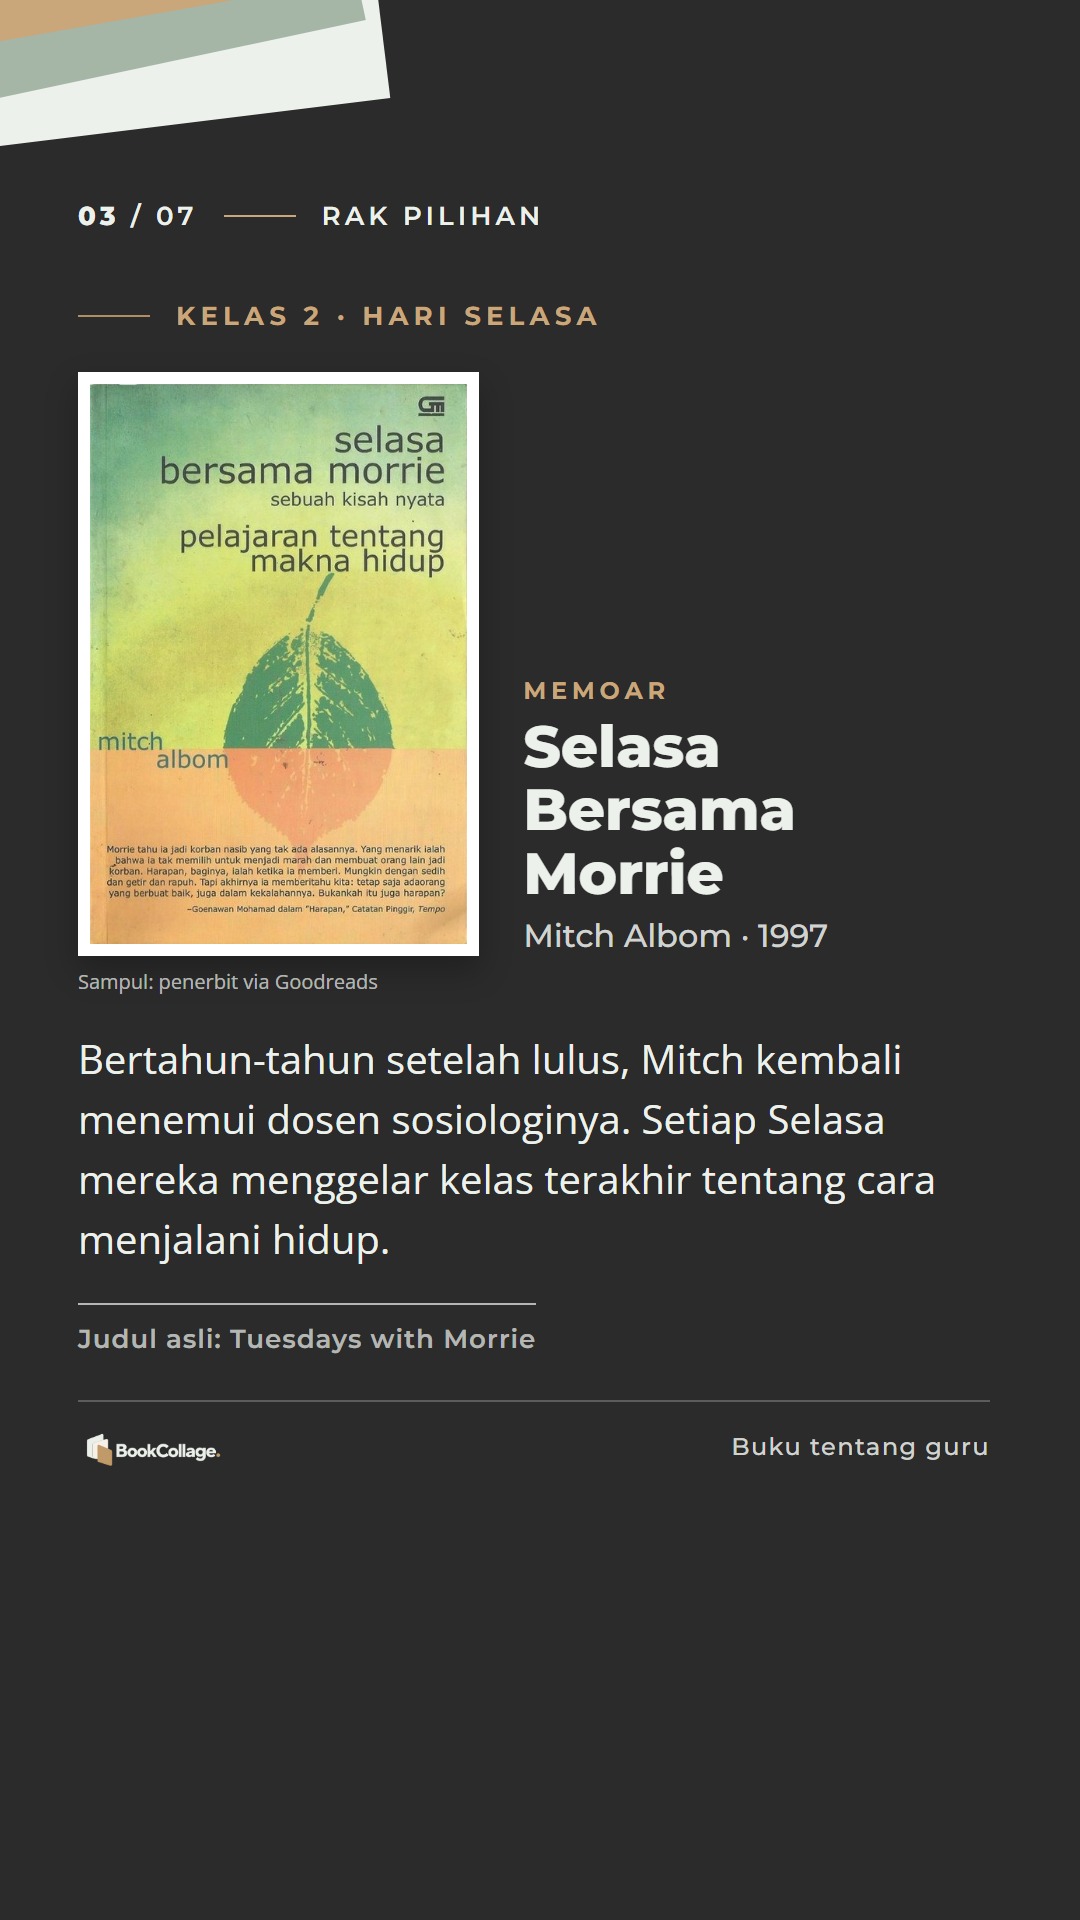 03 / 07 RAK PILIHAN
KELAS 2 · HARI SELASA
GM
selasa
bersama morrie
sebuah kisah nyata
pelajaran tentang
makna hidup
mitch
albom
Morrie tahu ia jadi korban nasib yang tak ada alasannya. Yang menarik ialah
bahwa ia tak memilih untuk menjadi marah dan membuat orang lain jadi
korban. Harapan, baginya, ialah ketika ia memberi. Mungkin dengan sedih
dan getir dan rapuh. Tapi akhirnya ia memberitahu kita: tetap saja adaorang
yang berbuat baik, juga dalam kekalahannya. Bukankah itu juga harapan?
–Goenawan Mohamad dalam "Harapan," Catatan Pinggir, Tempo
MEMOAR
Selasa
Bersama
Morrie
Mitch Albom · 1997
Sampul: penerbit via Goodreads
Bertahun-tahun setelah lulus, Mitch kembali
menemui dosen sosiologinya. Setiap Selasa
mereka menggelar kelas terakhir tentang cara
menjalani hidup.
Judul asli: Tuesdays with Morrie
BookCollage.
Buku tentang guru